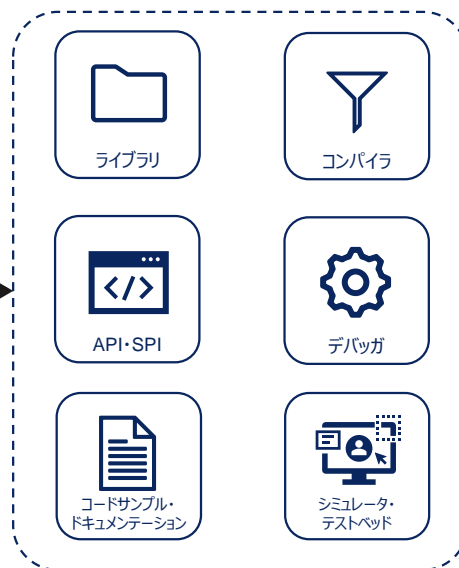 ライブラリ
コンパイラ
</>
API・SPI
デバッガ
コードサンプル・
ドキュメンテーション
シミュレータ・
テストベッド